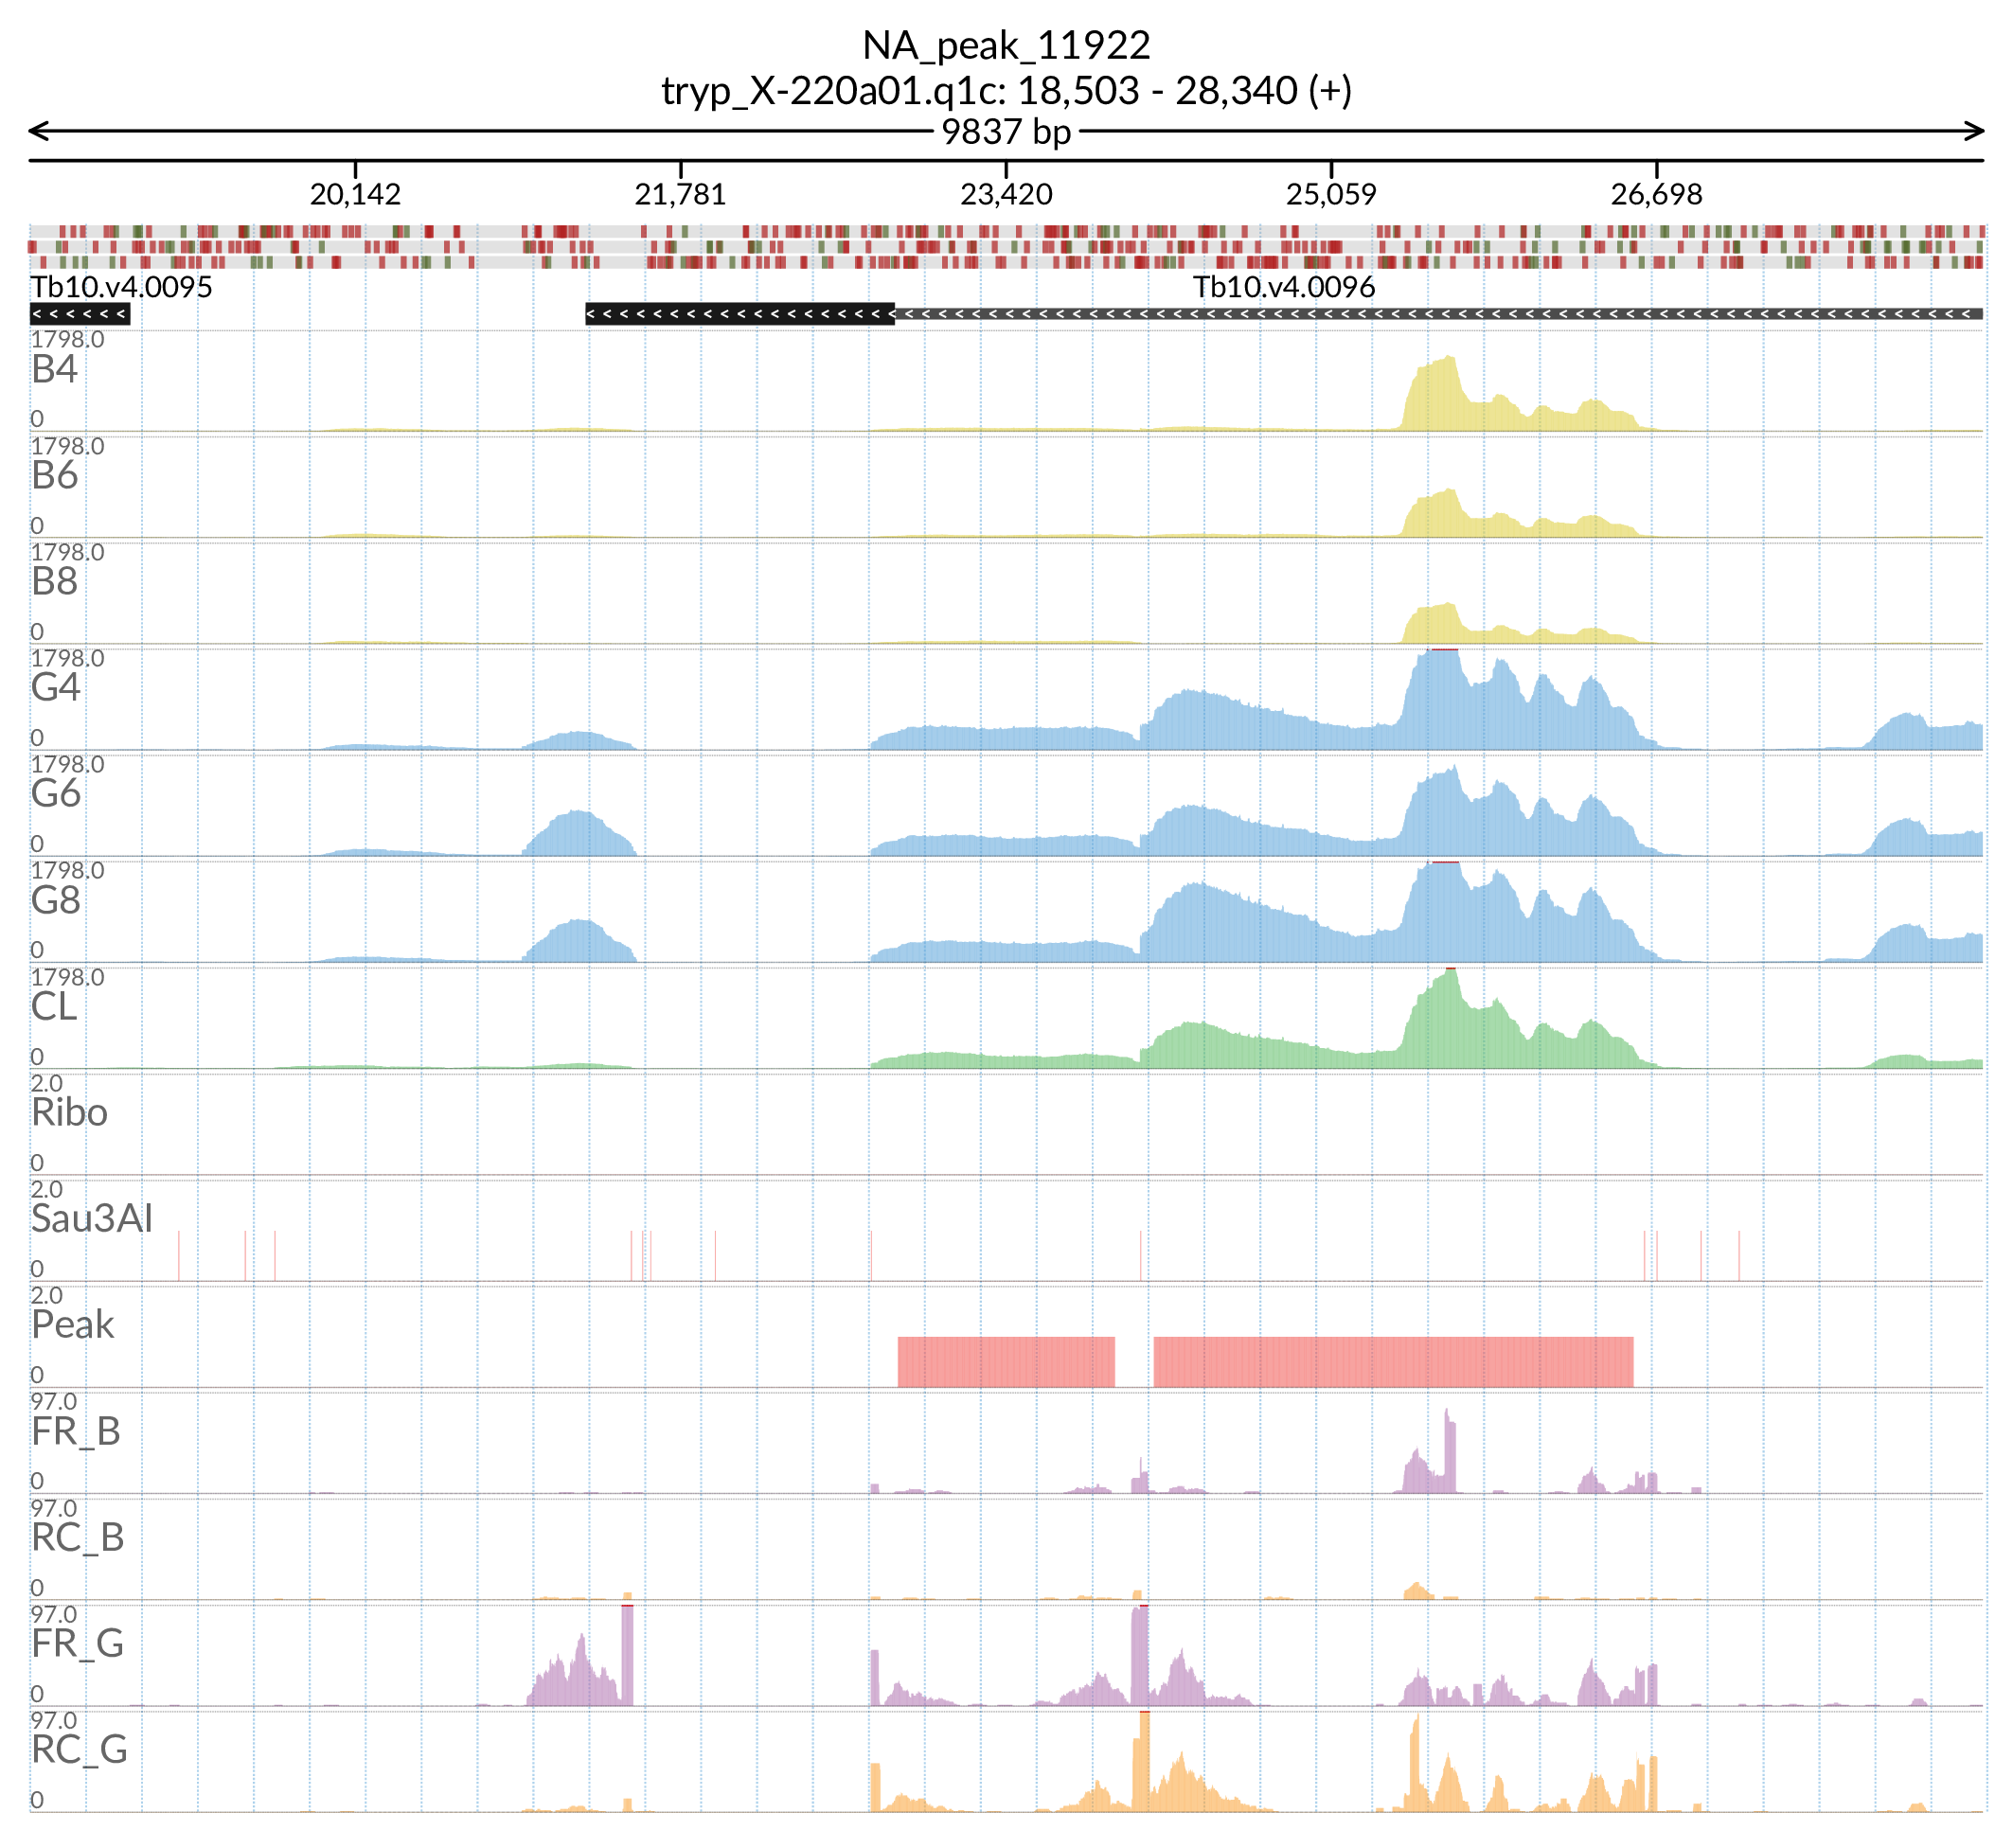 NA_peak_11922
tryp_X-220a01.q1c: 18,503 - 28,340 (+)
9837 bp
20,142 21,781 23,420 25,059 26,698
Tb10.v4.0095 Tb10.v4.0096
1798.0
B4
0
1798.0
B6
0
1798.0
B8
0
1798.0
G4
0
1798.0
G6
0
1798.0
G8
0
1798.0
CL
0
2.0
Ribo
0
2.0
Sau3AI
0
2.0
Peak
0
97.0
FR_B
0
97.0
RC_B
0
97.0
FR_G
0
97.0
RC_G
0